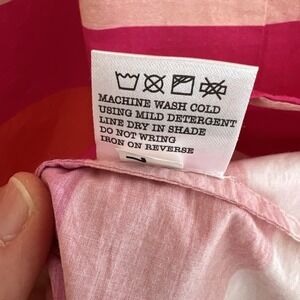 MACHINE WASH COLD
USING MILD DETERGENT
LINE DRY IN SHADE
DO NOT WRING
IRON ON REVERSE